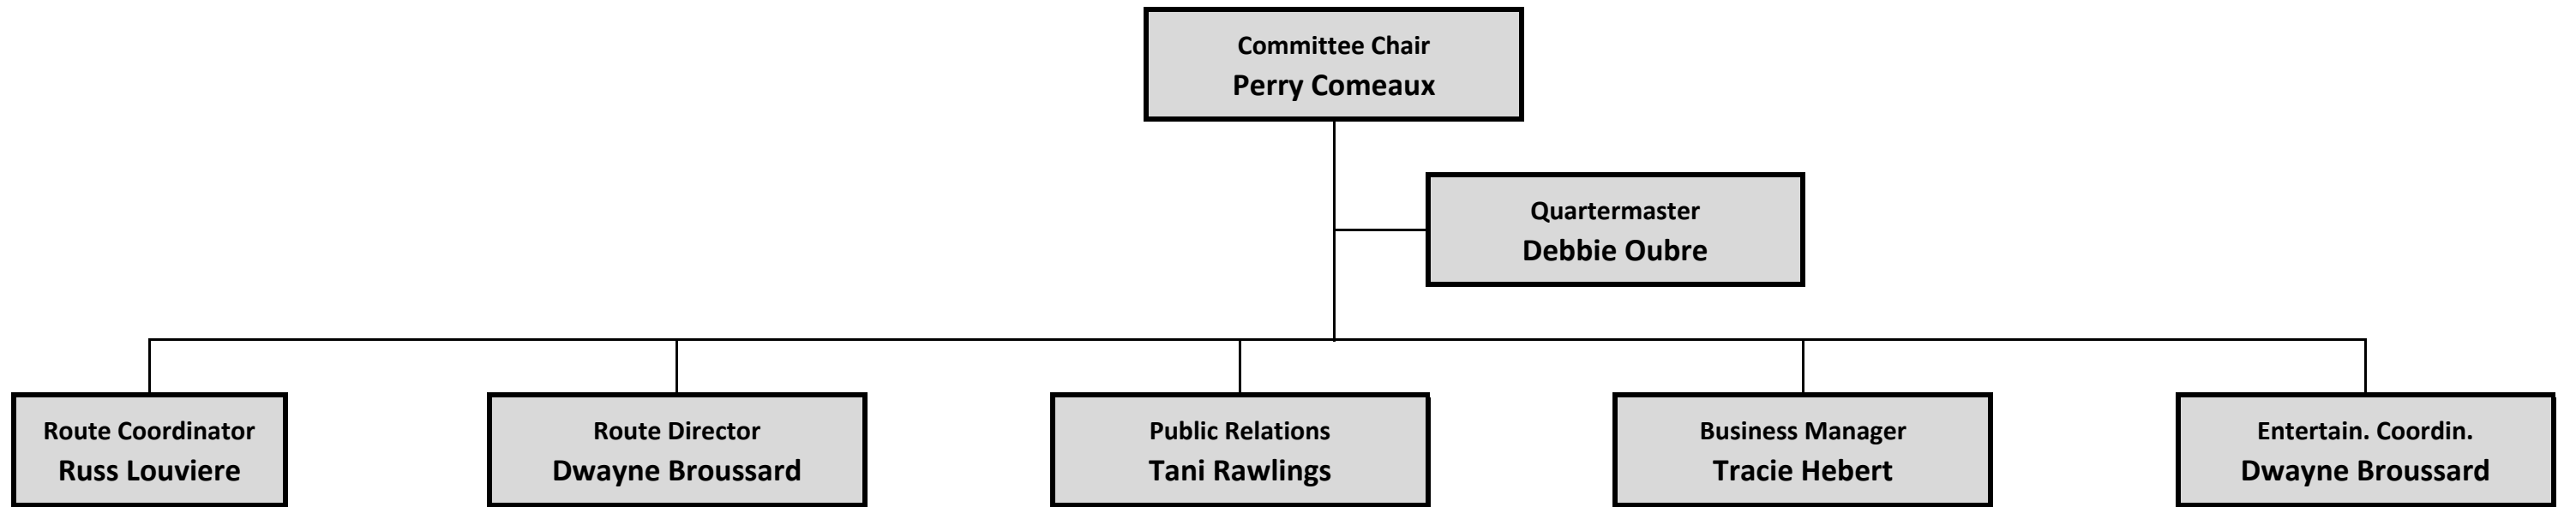 Committee Chair
Perry Comeaux
Quartermaster
Debbie Oubre
Route Coordinator
Russ Louviere
Route Director
Dwayne Broussard
Public Relations
Tani Rawlings
Business Manager
Tracie Hebert
Entertain. Coordin.
Dwayne Broussard